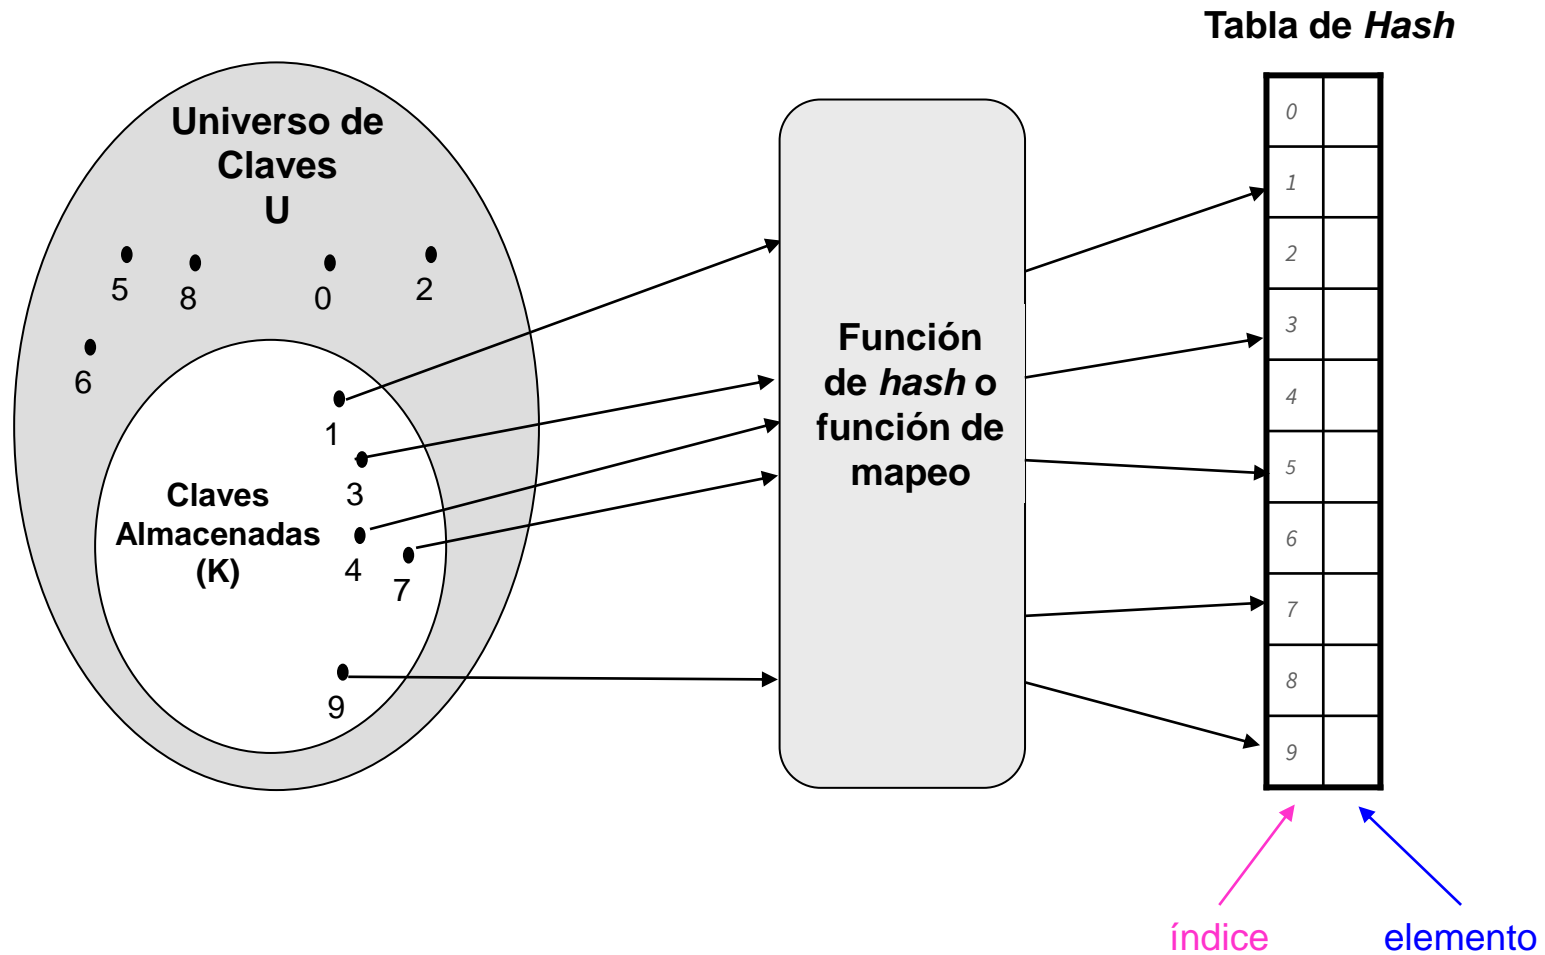 Tabla de Hash
Universo de
Claves
U
5
8
0
2
6
1
3
4
7
9
Claves
Almacenadas
(K)
Función
de hash o
función de
mapeo
0
1
2
3
4
5
6
7
8
9
índice
elemento